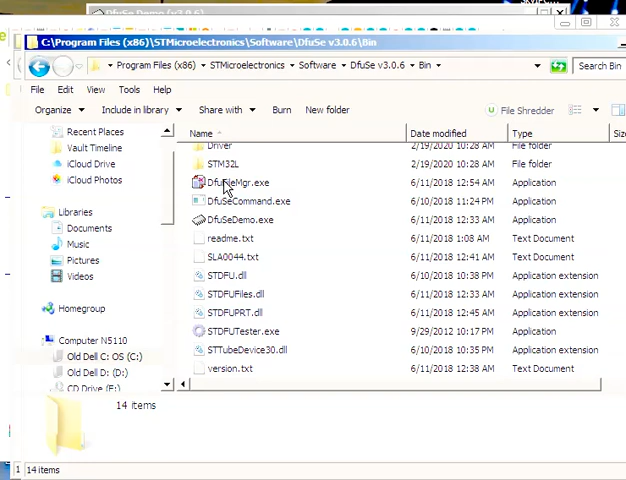 DfuSe Demo (v3.0.6)
C:\Program Files (x86)\STMicroelectronics\Software\DfuSe v3.0.6\Bin
Program Files (x86) STMicroelectronics Software DfuSe v3.0.6 Bin Search Bin
File Edit View Tools Help
Organize Include in library Share with Burn New folder File Shredder
Recent Places
Vault Timeline
iCloud Drive
iCloud Photos
Libraries
Documents
Music
Pictures
Videos
Homegroup
Computer N5110
Old Dell C: OS (C:)
Old Dell D: (D:)
CD Drive (F:)
Name Date modified Type Size
Driver 2/19/2020 10:28 AM File folder
STM32L 2/19/2020 10:28 AM File folder
DfuFileMgr.exe 6/11/2018 12:54 AM Application
DfuSeCommand.exe 6/10/2018 11:24 PM Application
DfuSeDemo.exe 6/11/2018 12:33 AM Application
readme.txt 6/11/2018 1:08 AM Text Document
SLA0044.txt 6/11/2018 12:41 AM Text Document
STDFU.dll 6/10/2018 10:38 PM Application extension
STDFUFiles.dll 6/11/2018 12:33 AM Application extension
STDFUPRT.dll 6/11/2018 12:45 AM Application extension
STDFUTester.exe 9/29/2012 10:17 PM Application
STTubeDevice30.dll 6/10/2018 10:35 PM Application extension
version.txt 6/11/2018 12:38 AM Text Document
14 items
14 items